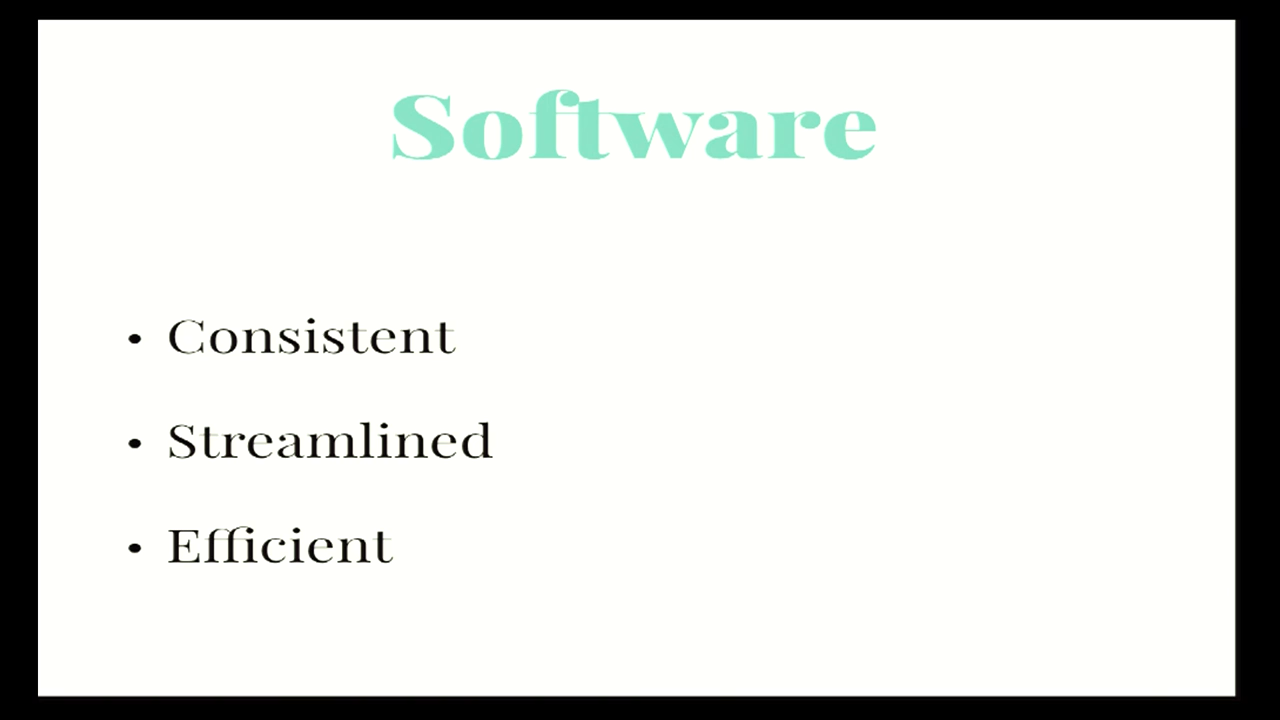 Software
• Consistent
• Streamlined
• Efficient